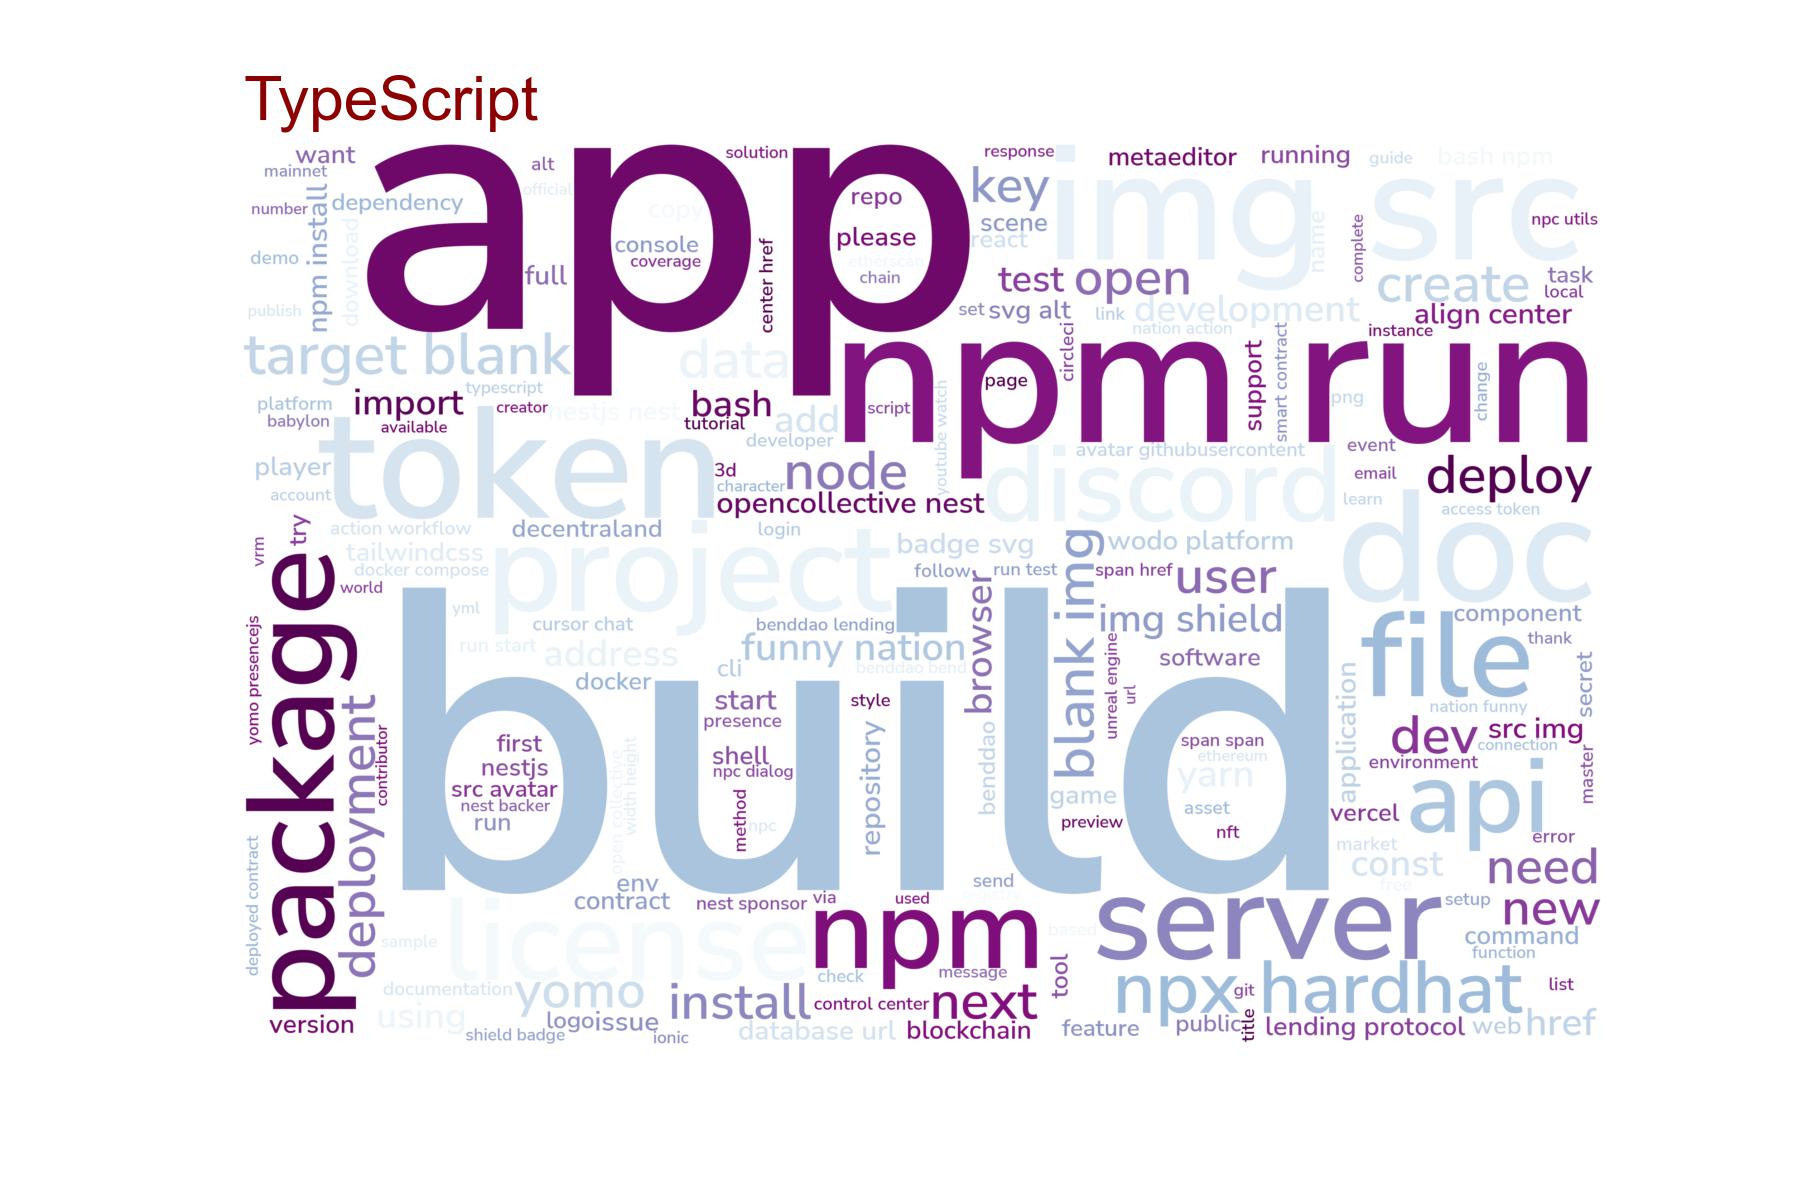 TypeScript
app
solution
response
metaeditor
running
guide
bash npm
want
alt
mainnet
official
copy
repo
key
img src
number
npm install
dependency
download
console
please
scene
react
name
complete
npc utils
demo
full
coverage
center href
etherscan
chain
test
open
create
task
local
publish
set
svg alt
link
development
align center
target blank
data
npm run
nation action
instance
circleci
support
smart contract
typescript
page
change
platform
import
creator
nestjs nest
bash
add
script
youtube watch
png
babylon
available
tutorial
developer
token
avatar githubusercontent
event
player
3d
node
discord
email
deploy
account
character
opencollective nest
learn
doc
access token
action workflow
decentraland
login
try
vrm
tailwindcss
project
badge svg
wodo platform
docker compose
follow
run test
span href
user
package
world
build
browser
blank img
yml
cursor chat
benddao lending
img shield
component
run start
address
funny nation
file
thank
yomo presencejs
cli
benddao bend
software
docker
unreal engine
url
application
secret
deployment
start
style
nation funny
contributor
presence
repository
benddao
dev
src img
first
shell
span span
connection
nestjs
npc dialog
ethereum
environment
master
src avatar
open collective
width height
yarn
api
nest backer
method
game
asset
run
npc
preview
nft
vercel
error
deployed contract
market
const
need
env
send
free
contract
nest sponsor
via
used
server
setup
new
license
npm
based
command
sample
function
check
message
tool
documentation
yomo
install
control center
next
npx
git
hardhat
list
using
version
logo
issue
shield badge
ionic
database url
blockchain
feature
public
title
lending protocol
web
href